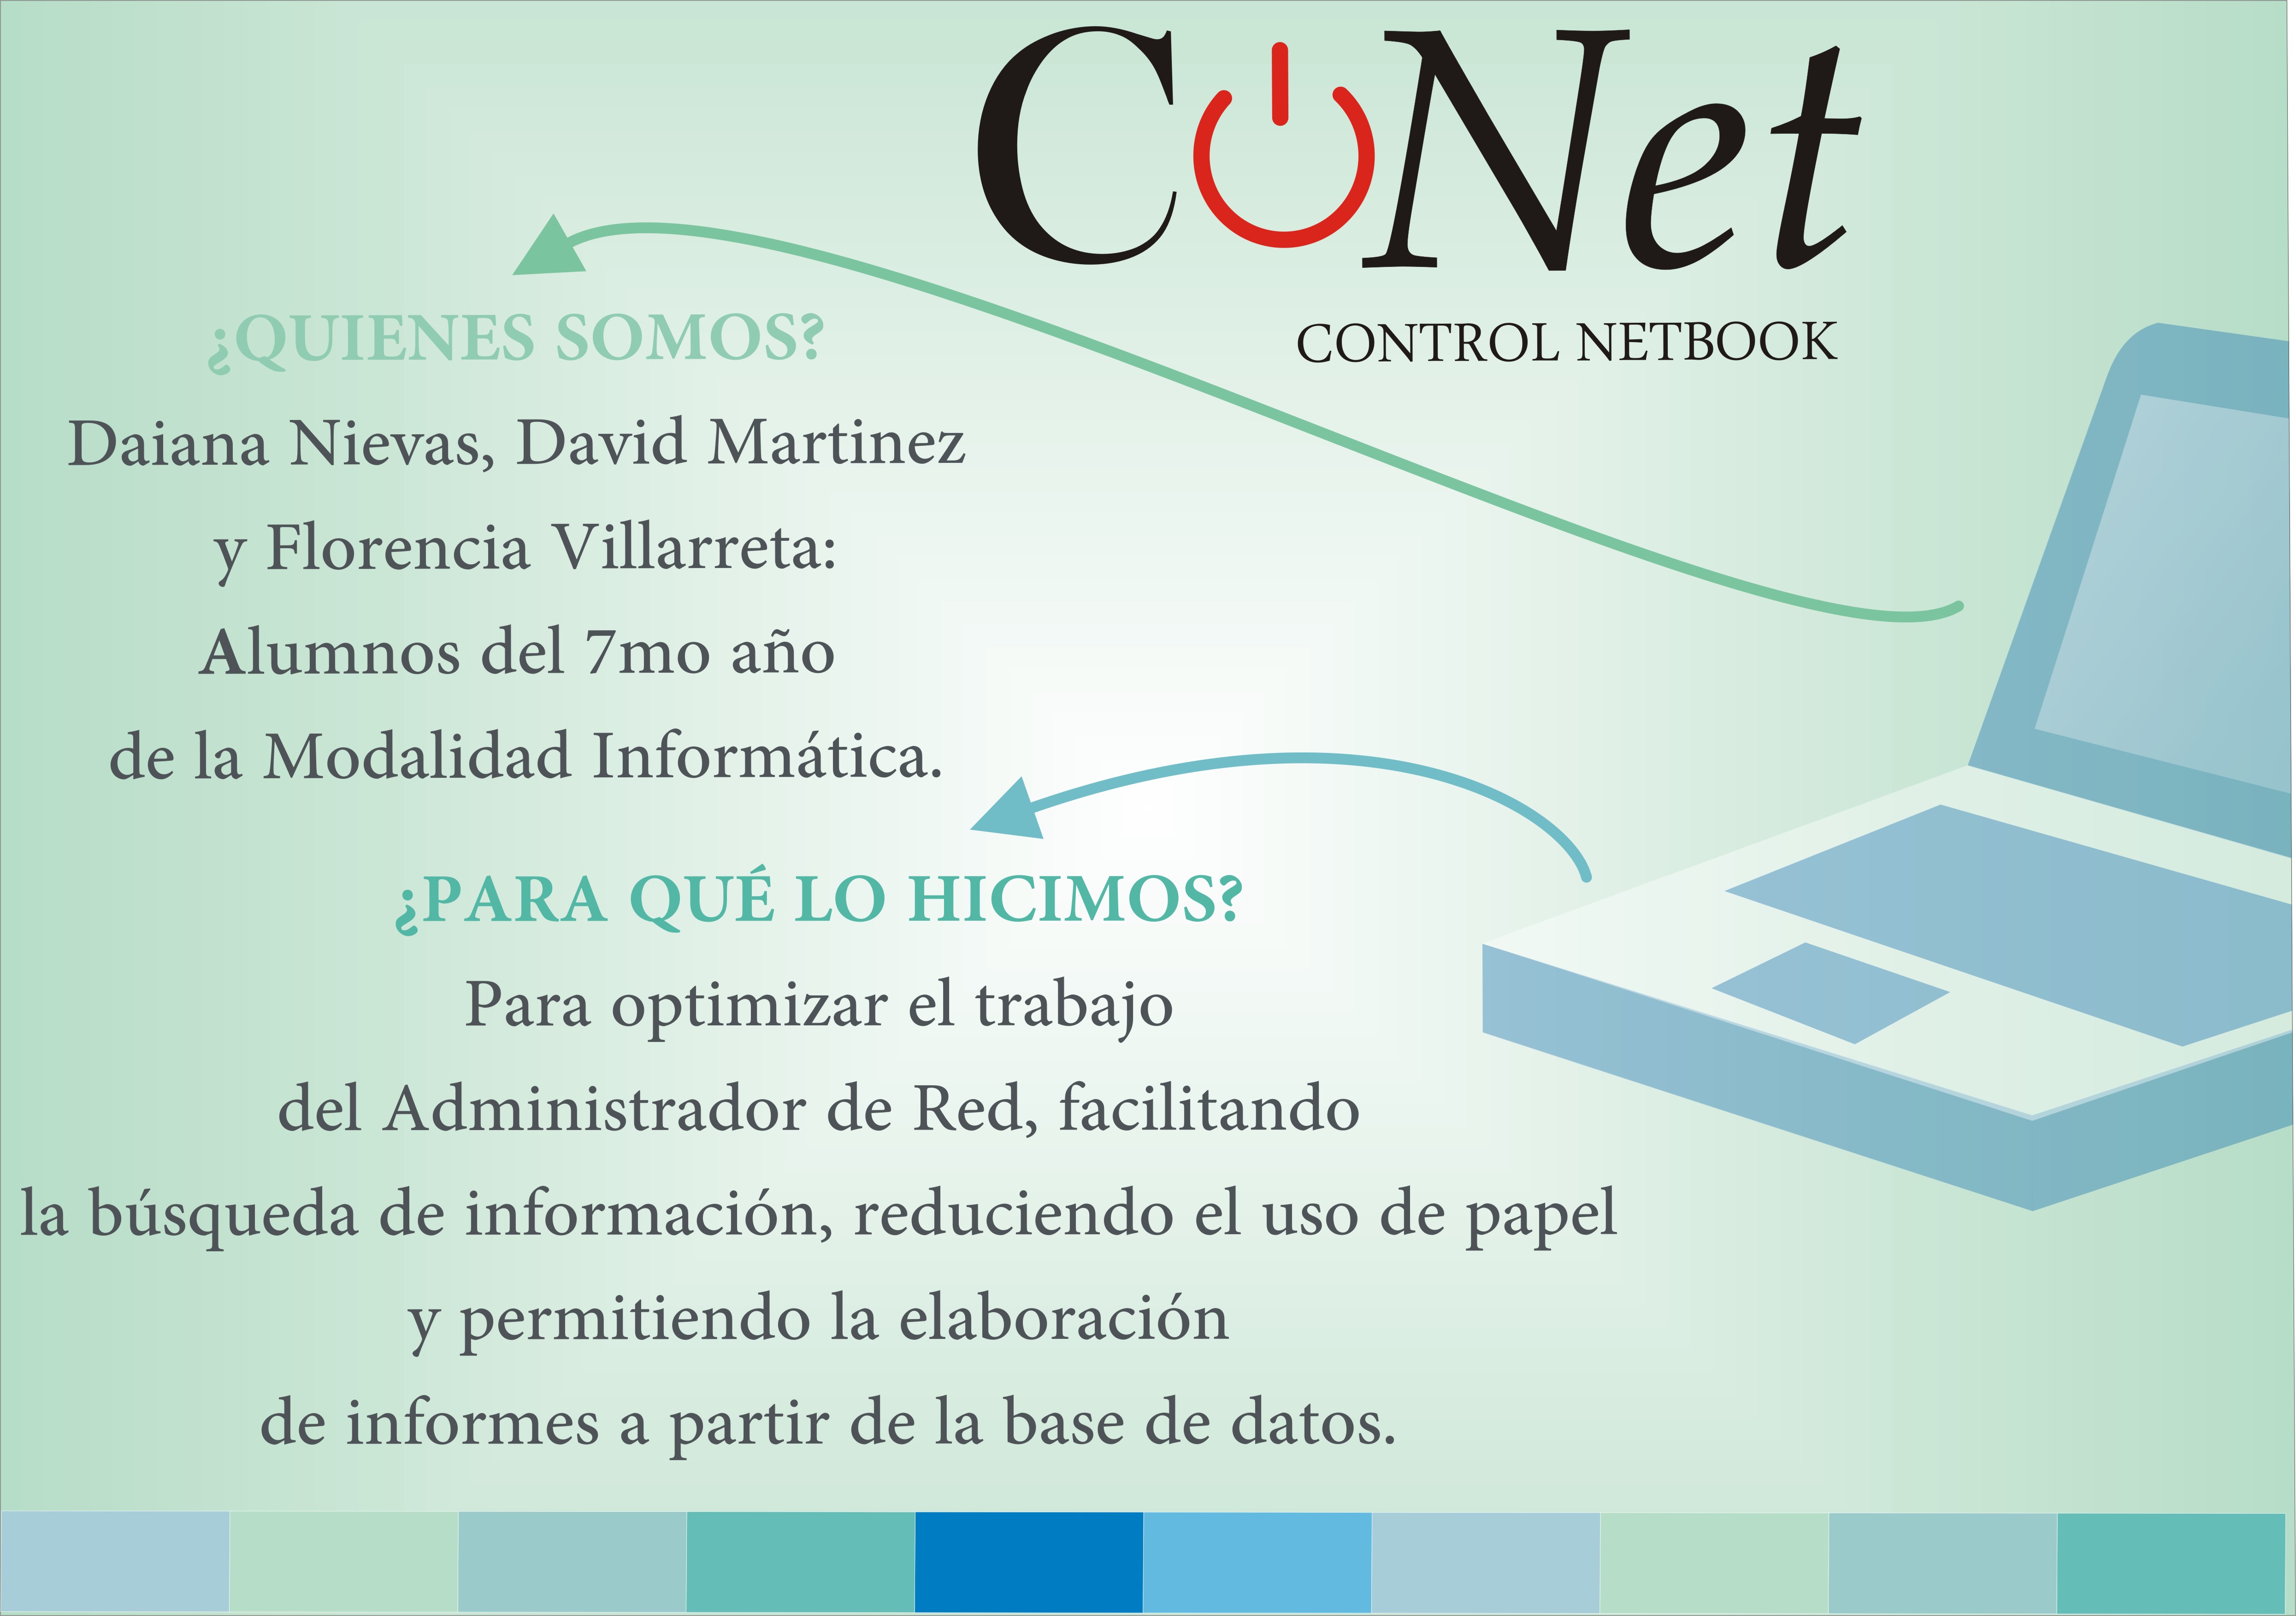 CoNet
CONTROL NETBOOK
¿QUIENES SOMOS?
Daiana Nievas, David Martinez
y Florencia Villarreta:
Alumnos del 7mo año
de la Modalidad Informática.
¿PARA QUÉ LO HICIMOS?
Para optimizar el trabajo
del Administrador de Red, facilitando
la búsqueda de información, reduciendo el uso de papel
y permitiendo la elaboración
de informes a partir de la base de datos.